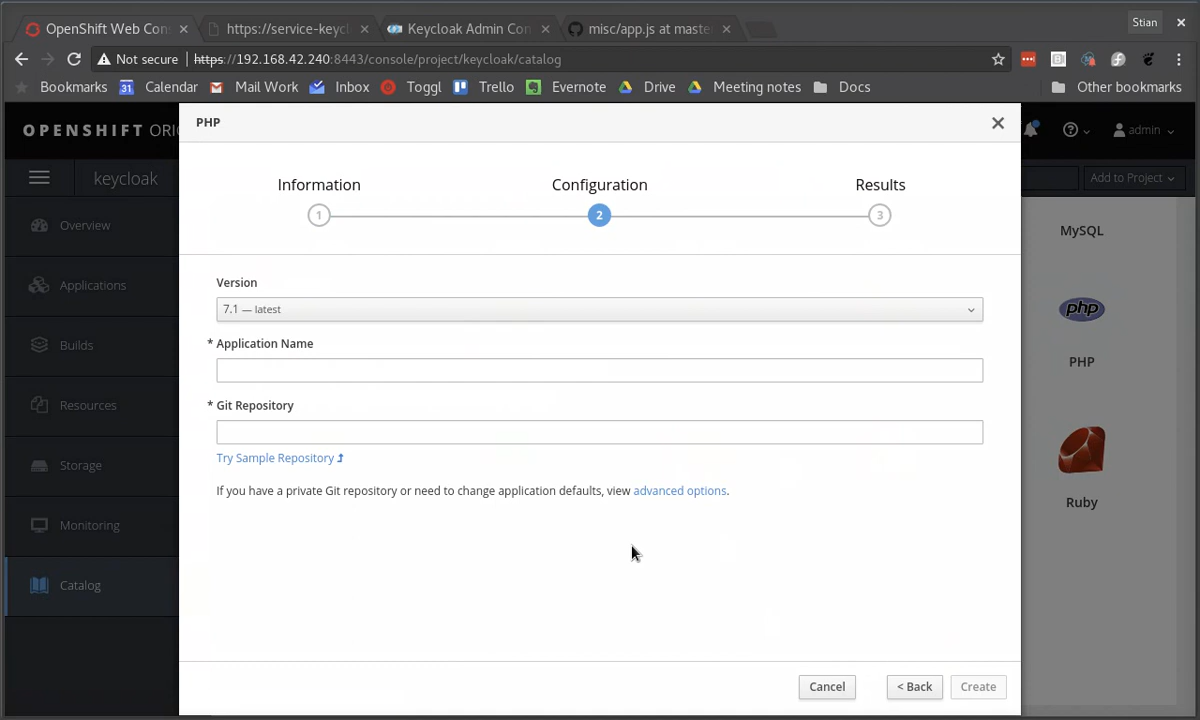 OpenShift Web Con
https://service-keycl
Keycloak Admin Con
misc/app.js at maste
Stian
Not secure | https://192.168.42.240:8443/console/project/keycloak/catalog
Bookmarks 31 Calendar Mail Work Inbox Toggl Trello Evernote Drive Meeting notes Docs Other bookmarks
OPENSHIFT ORI
admin
PHP
keycloak
Add to Project
Information Configuration Results
1 2 3
Overview
Applications
Builds
Resources
Storage
Monitoring
Catalog
Version
7.1 — latest
* Application Name
* Git Repository
Try Sample Repository
If you have a private Git repository or need to change application defaults, view advanced options.
Cancel
< Back
Create
MySQL
php
PHP
Ruby